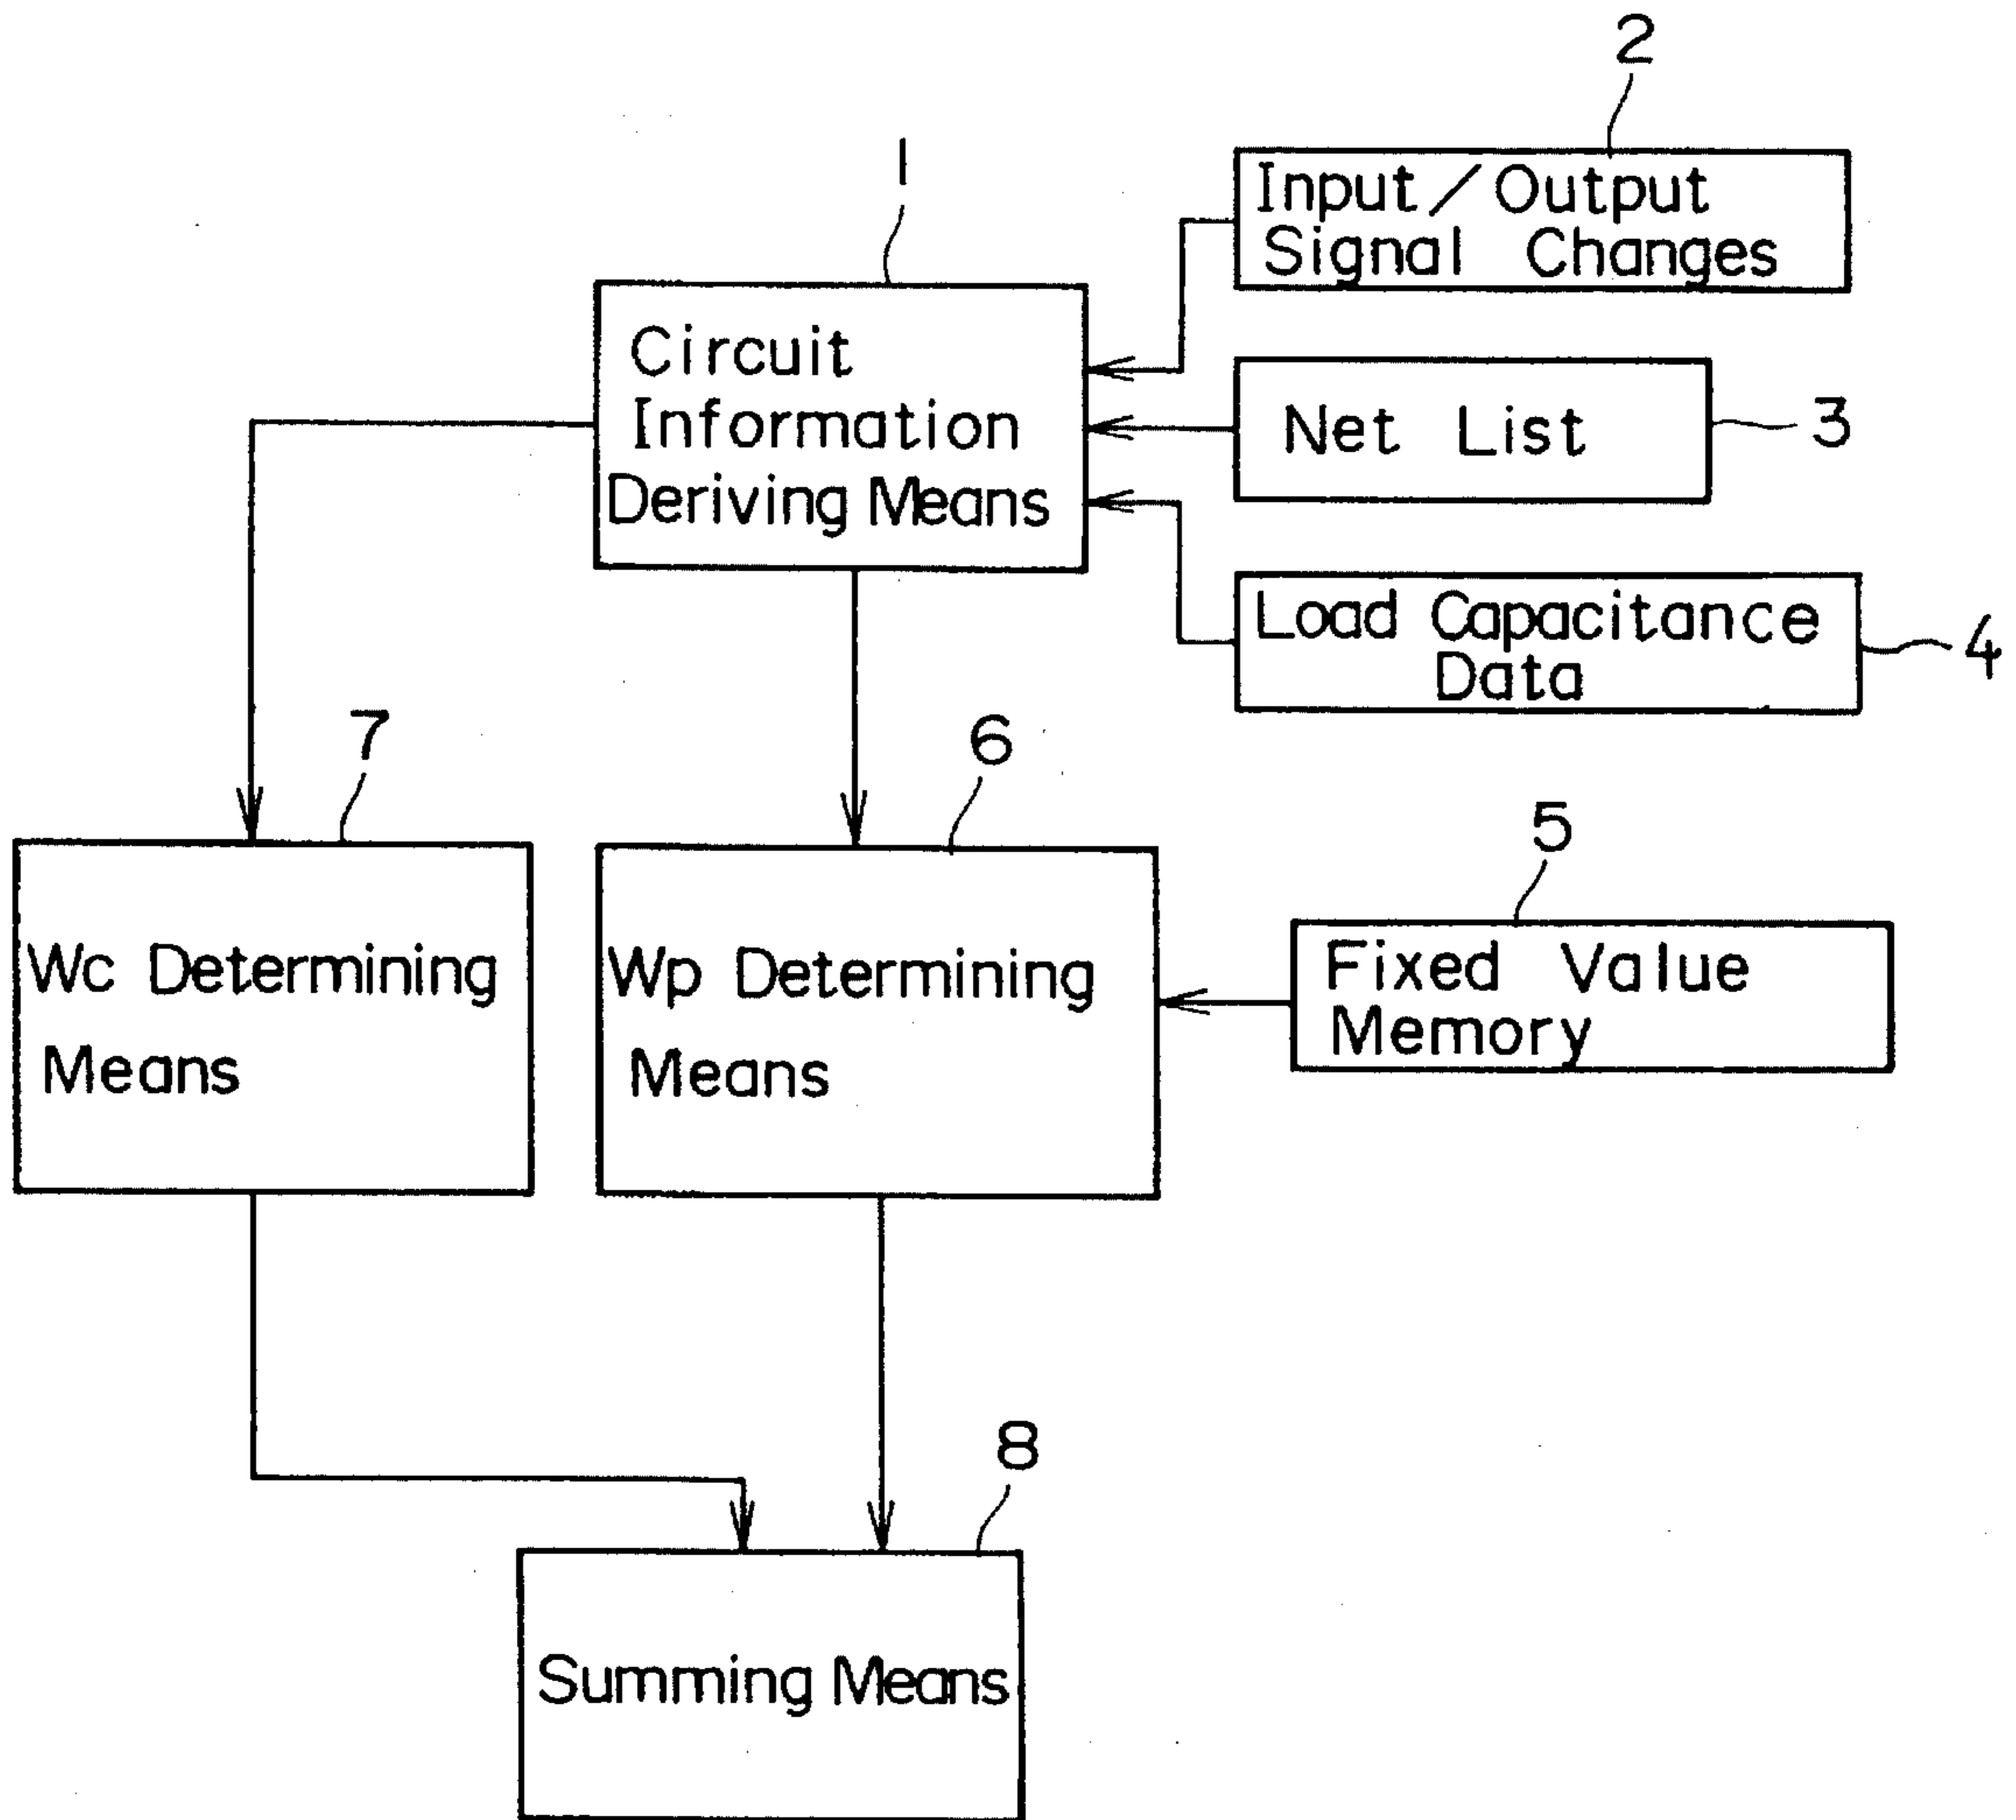 2
1
Input/Output
Signal Changes
Circuit
Information
Deriving Means
Net List
3
Load Capacitance
Data
4
7
6
5
Wc Determining
Means
Wp Determining
Means
Fixed Value
Memory
8
Summing Means